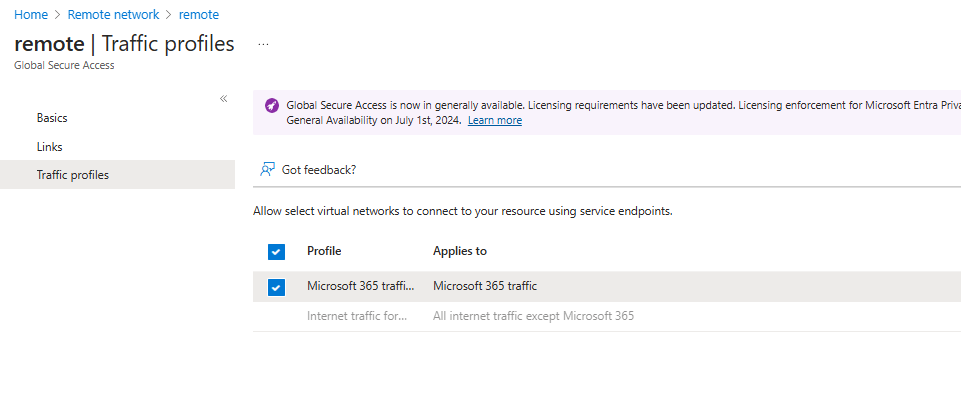 Home > Remote network > remote
remote | Traffic profiles ...
Global Secure Access
«
Basics
Links
Traffic profiles
Global Secure Access is now in generally available. Licensing requirements have been updated. Licensing enforcement for Microsoft Entra Priva
General Availability on July 1st, 2024. Learn more
Got feedback?
Allow select virtual networks to connect to your resource using service endpoints.
Profile Applies to
Microsoft 365 traffi... Microsoft 365 traffic
Internet traffic for... All internet traffic except Microsoft 365